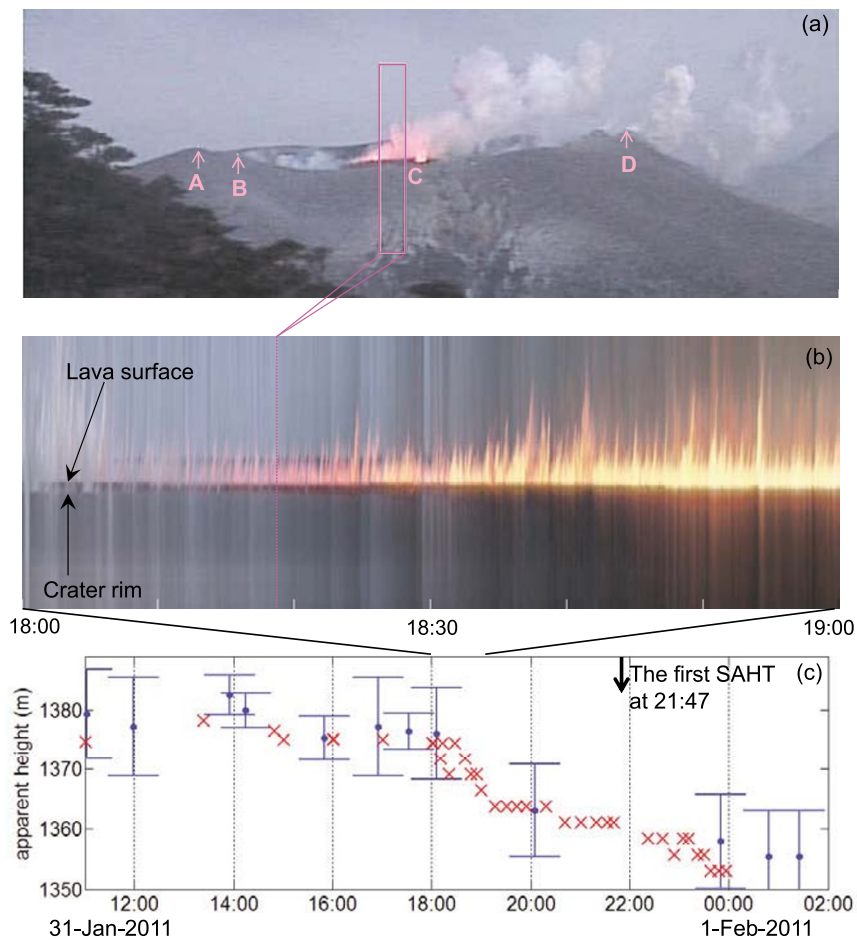 (a)
A
B
C
D
(b)
Lava surface
Crater rim
18:00
18:30
19:00
(c)
The first SAHT
at 21:47
apparent height (m)
1380
1370
1360
1350
12:00
14:00
16:00
18:00
20:00
22:00
00:00
02:00
31-Jan-2011
1-Feb-2011